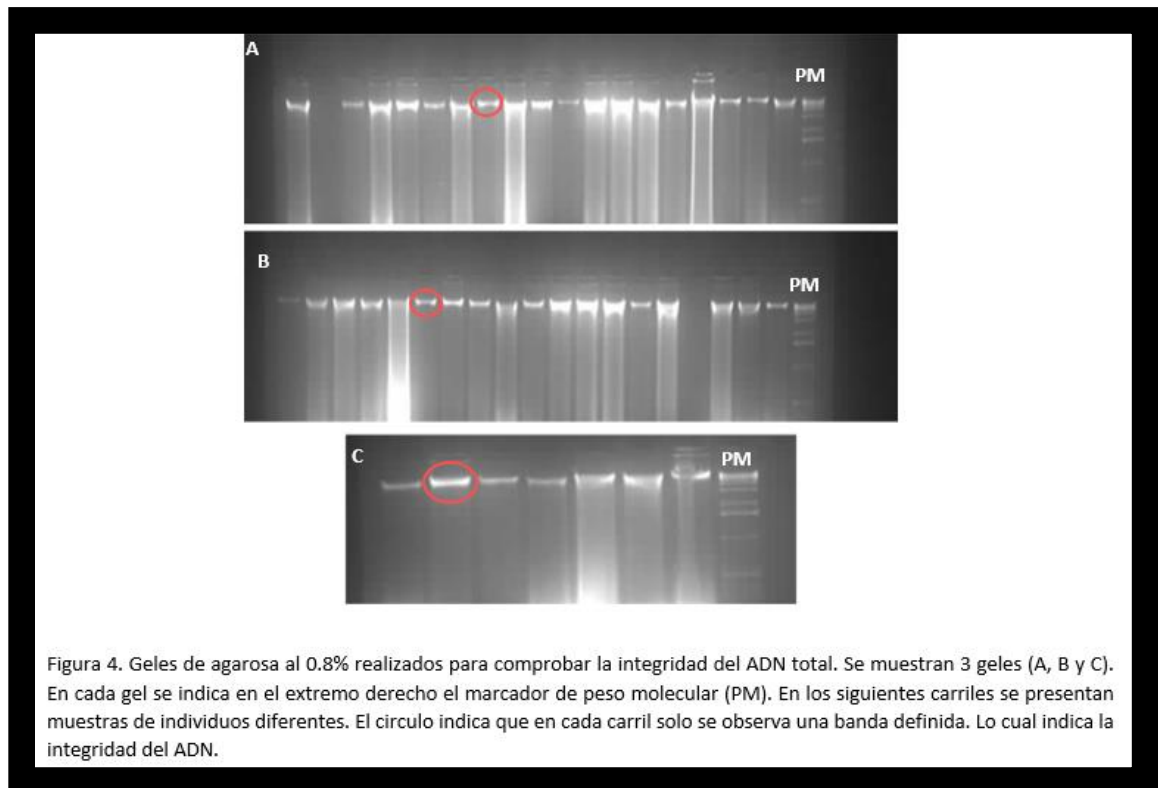 A
PM
B
PM
C
PM
Figura 4. Geles de agarosa al 0.8% realizados para comprobar la integridad del ADN total. Se muestran 3 geles (A, B y C).
En cada gel se indica en el extremo derecho el marcador de peso molecular (PM). En los siguientes carriles se presentan
muestras de individuos diferentes. El circulo indica que en cada carril solo se observa una banda definida. Lo cual indica la
integridad del ADN.